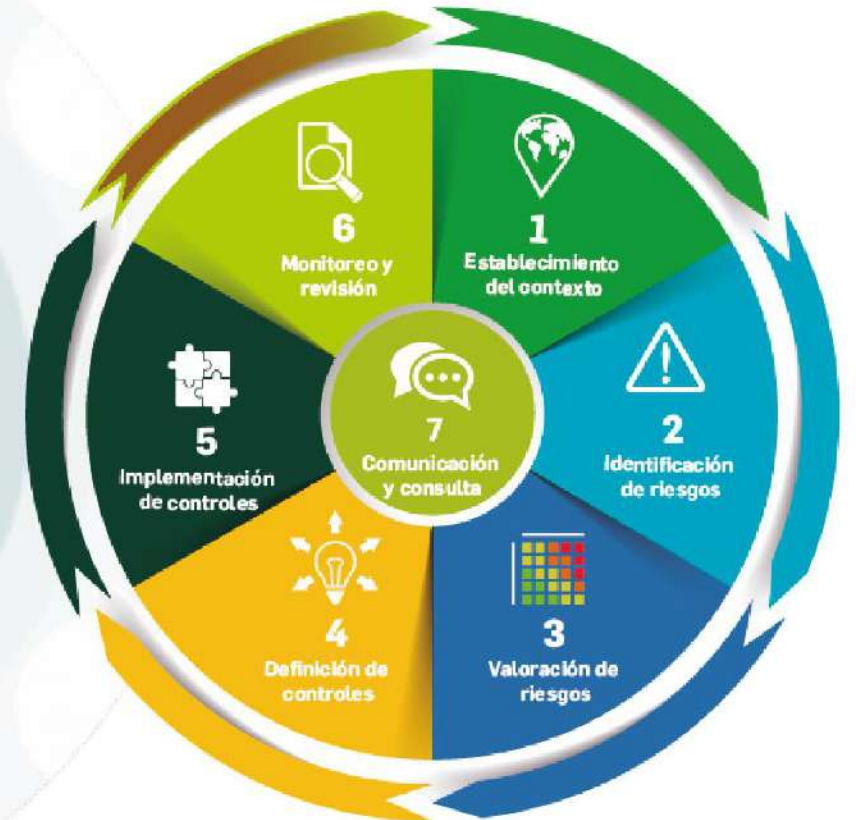 1
Establecimiento
del contexto
2
Identificación
de riesgos
3
Valoración de
riesgos
4
Definición de
controles
5
Implementación
de controles
6
Monitoreo y
revisión
7
Comunicación
y consulta